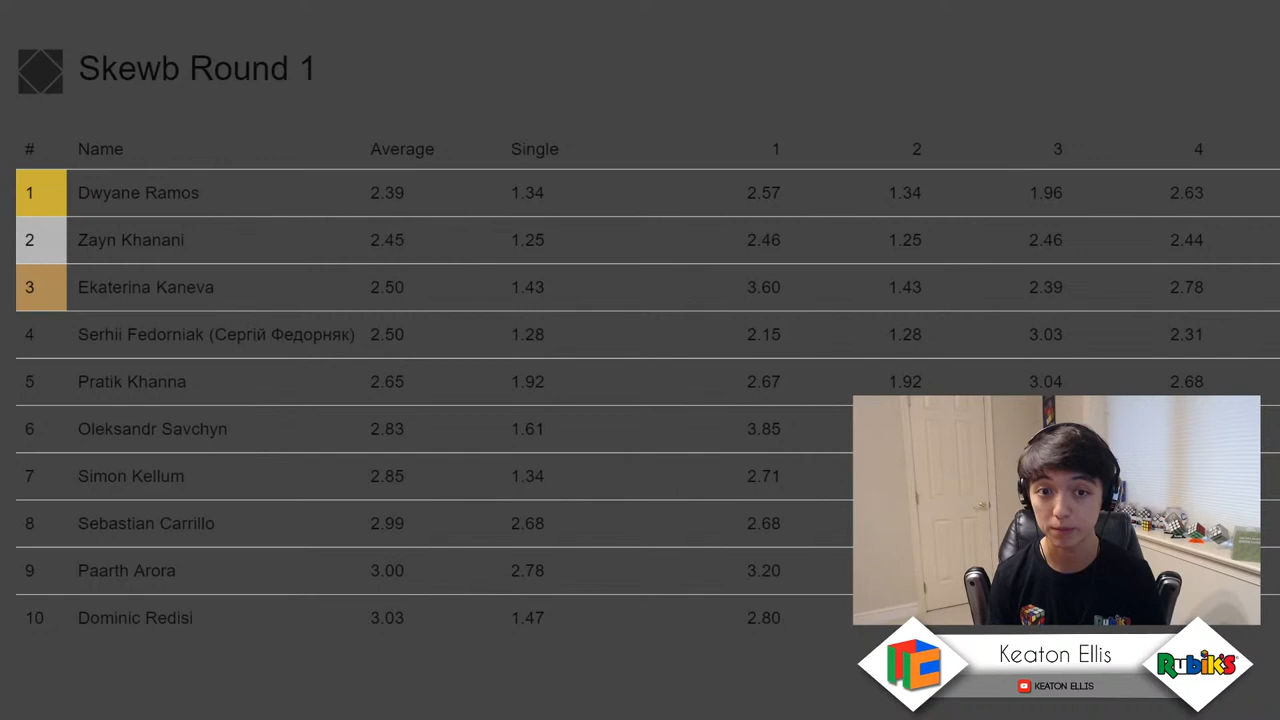 Skewb Round 1
# Name Average Single 1 2 3 4
1 Dwyane Ramos 2.39 1.34 2.57 1.34 1.96 2.63
2 Zayn Khanani 2.45 1.25 2.46 1.25 2.46 2.44
3 Ekaterina Kaneva 2.50 1.43 3.60 1.43 2.39 2.78
4 Serhii Fedorniak (Сергій Федорняк) 2.50 1.28 2.15 1.28 3.03 2.31
5 Pratik Khanna 2.65 1.92 2.67 1.92 3.04 2.68
6 Oleksandr Savchyn 2.83 1.61 3.85
7 Simon Kellum 2.85 1.34 2.71
8 Sebastian Carrillo 2.99 2.68 2.68
9 Paarth Arora 3.00 2.78 3.20
10 Dominic Redisi 3.03 1.47 2.80
Keaton Ellis
KEATON ELLIS
Rubik's